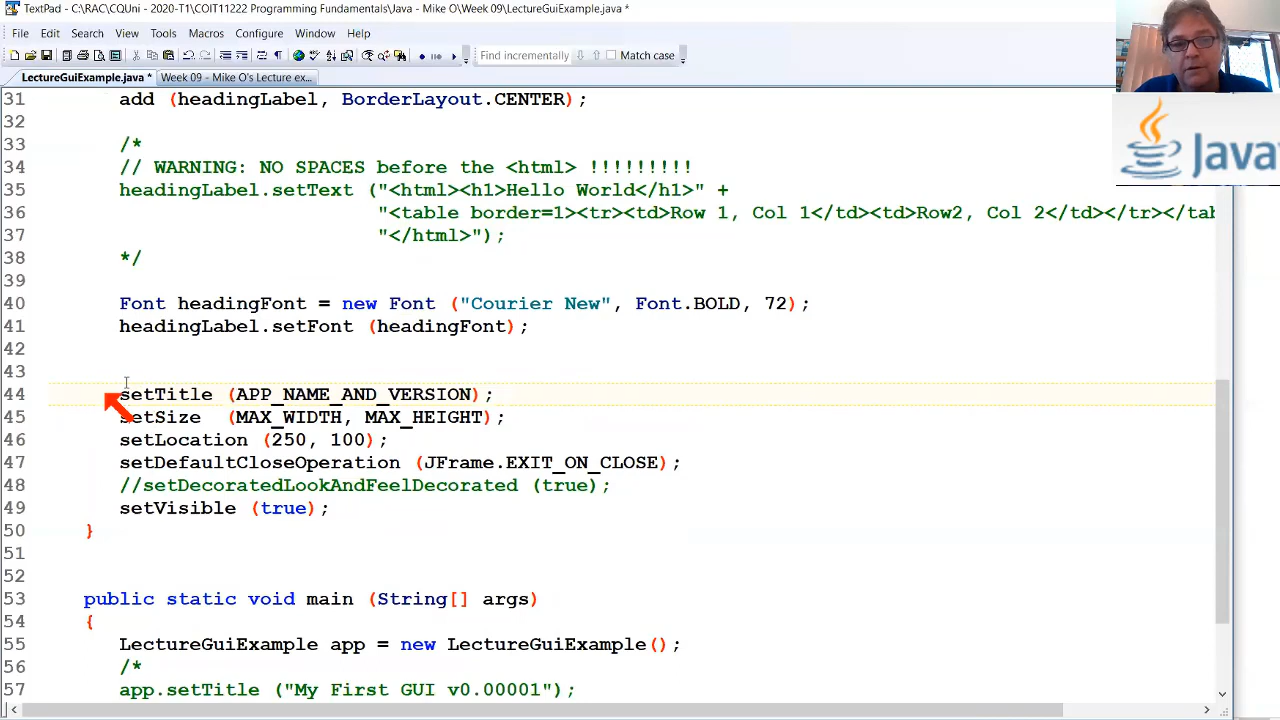 TextPad - C:\RAC\CQUni - 2020-T1\COIT11222 Programming Fundamentals\Java - Mike O\Week 09\LectureGuiExample.java *
File Edit Search View Tools Macros Configure Window Help
Find incrementally Match case
LectureGuiExample.java * Week 09 - Mike O's Lecture ex...
31 add (headingLabel, BorderLayout.CENTER);
32
33 /*
34 // WARNING: NO SPACES before the <html> !!!!!!!!!
35 headingLabel.setText ("<html><h1>Hello World</h1>" +
36 "<table border=1><tr><td>Row 1, Col 1</td><td>Row2, Col 2</td></tr></tab
37 "</html>");
38 */
39
40 Font headingFont = new Font ("Courier New", Font.BOLD, 72);
41 headingLabel.setFont (headingFont);
42
43
44 setTitle (APP_NAME_AND_VERSION);
45 setSize (MAX_WIDTH, MAX_HEIGHT);
46 setLocation (250, 100);
47 setDefaultCloseOperation (JFrame.EXIT_ON_CLOSE);
48 //setDecoratedLookAndFeelDecorated (true);
49 setVisible (true);
50 }
51
52
53 public static void main (String[] args)
54 {
55 LectureGuiExample app = new LectureGuiExample();
56 /*
57 app.setTitle ("My First GUI v0.00001");
Java